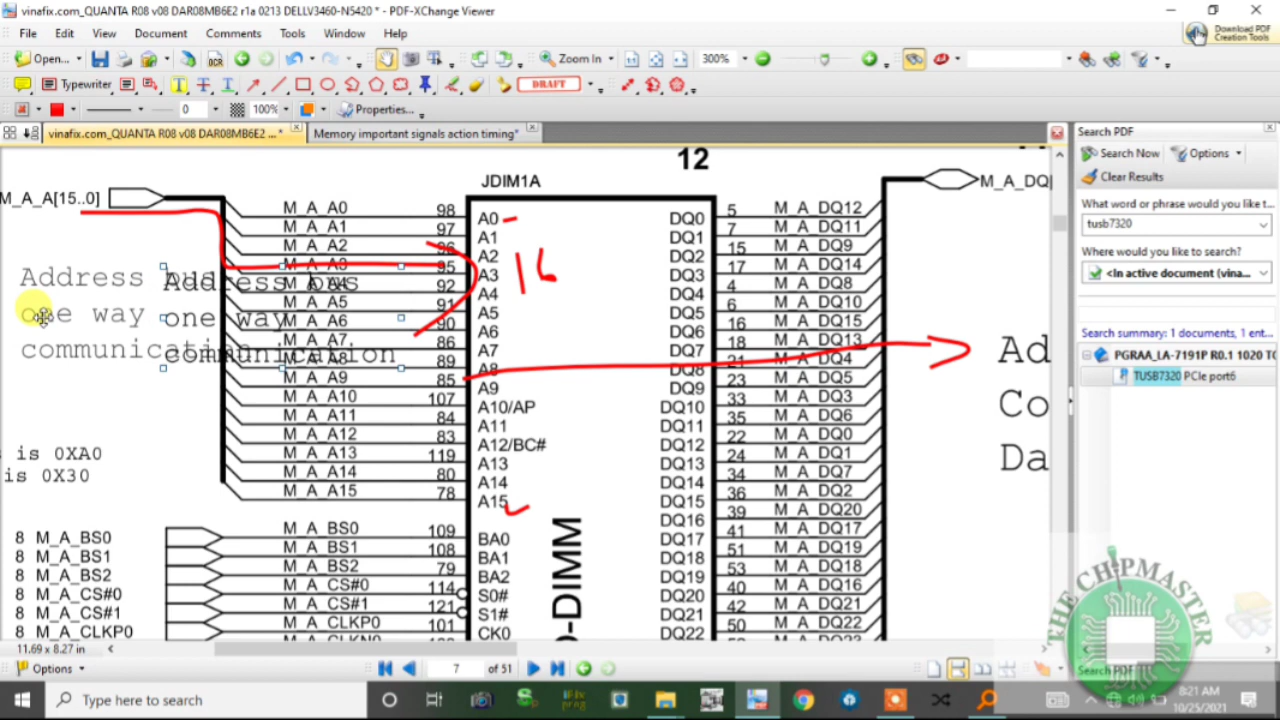 vinafix.com_QUANTA R08 v08 DAR08MB6E2 r1a 0213 DELLV3460-N5420 * - PDF-XChange Viewer
File Edit View Document Comments Tools Window Help
Download PDF
Creation Tools
Open... OCR Zoom In 300%
Typewriter DRAFT
0 100% Properties...
vinafix.com_QUANTA R08 v08 DAR08MB6E2 ...* Memory important signals action timing*
Search PDF
Search Now Options
Clear Results
What word or phrase would you like t...
tusb7320
Where would you like to search?
<In active document (vina...
Search summary: 1 documents, 1 ent...
PGRAA_LA-7191P R0.1 1020 TO
TUSB7320 PCIe port6
12
JDIM1A
M_A_A[15..0]
M_A_DQ[
M_A_A0 98 A0 DQ0 5 M_A_DQ12
M_A_A1 97 A1 DQ1 7 M_A_DQ11
M_A_A2 96 A2 DQ2 15 M_A_DQ9
M_A_A3 95 A3 DQ3 17 M_A_DQ14
M_A_A4 92 A4 DQ4 4 M_A_DQ8
M_A_A5 91 A5 DQ5 6 M_A_DQ10
M_A_A6 90 A6 DQ6 16 M_A_DQ15
M_A_A7 86 A7 DQ7 18 M_A_DQ13
M_A_A8 89 A8 DQ8 21 M_A_DQ4
M_A_A9 85 A9 DQ9 23 M_A_DQ5
M_A_A10 107 A10/AP DQ10 33 M_A_DQ3
M_A_A11 84 A11 DQ11 35 M_A_DQ6
M_A_A12 83 A12/BC# DQ12 22 M_A_DQ0
M_A_A13 119 A13 DQ13 24 M_A_DQ1
M_A_A14 80 A14 DQ14 34 M_A_DQ7
M_A_A15 78 A15 DQ15 36 M_A_DQ2
DQ16 39 M_A_DQ20
M_A_BS0 109 BA0 DQ17 41 M_A_DQ17
M_A_BS1 108 BA1 DQ18 51 M_A_DQ19
M_A_BS2 79 BA2 DQ19 53 M_A_DQ18
M_A_CS#0 114 S0# DQ20 40 M_A_DQ16
M_A_CS#1 121 S1# DQ21 42 M_A_DQ21
M_A_CLKP0 101 CK0 DQ22 50 M_A_DQ22
M_A_DQ23
16
Address bus
one way
communication
Address bus
one way
communication
s is 0XA0
is 0X30
8 M_A_BS0
8 M_A_BS1
8 M_A_BS2
8 M_A_CS#0
8 M_A_CS#1
8 M_A_CLKP0
-DIMM
Ad
Co
Da
THE CHIPMASTER
11.69 x 8.27 in
Options 7 of 51
Search PDF
Type here to search
8:21 AM
10/25/2021